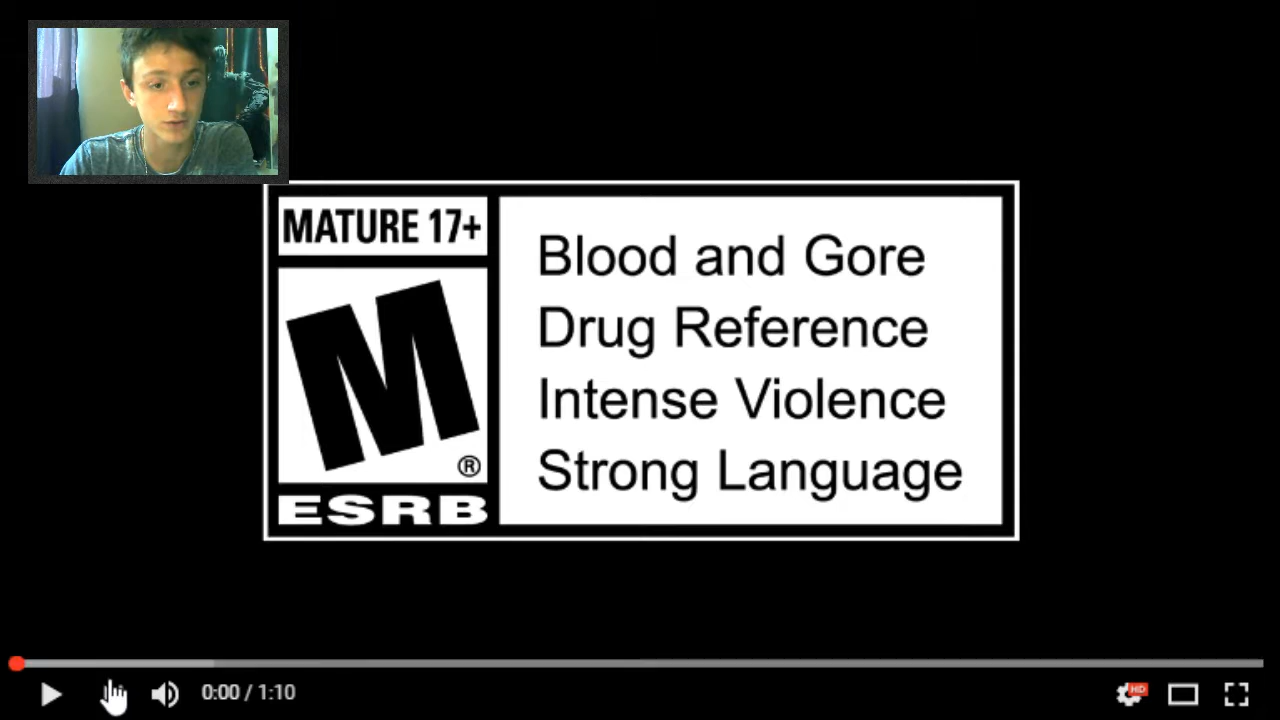 MATURE 17+
M
®
ESRB
Blood and Gore
Drug Reference
Intense Violence
Strong Language
0:00 / 1:10
HD